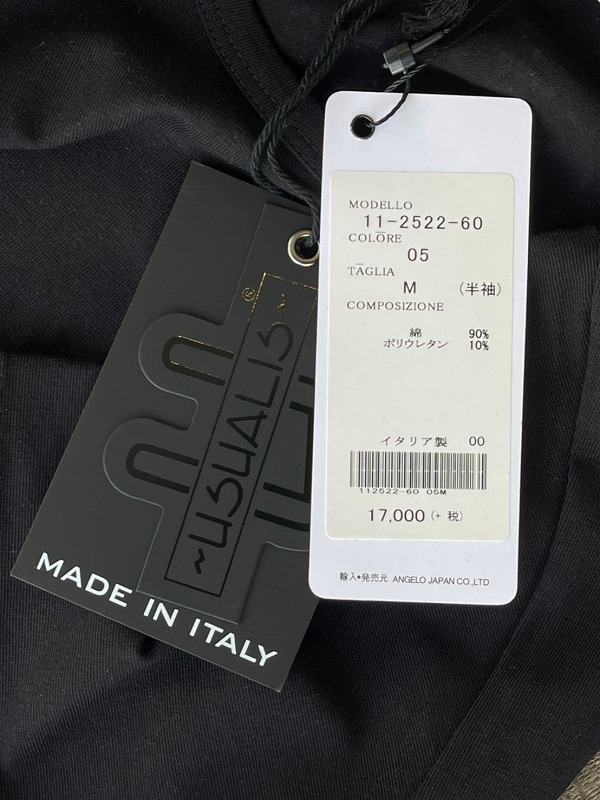 MODELLO
11-2522-60
COLORE
05
TAGLIA
M (半袖)
COMPOSIZIONE
綿 90%
ポリウレタン 10%
イタリア製 00
112522-60 05M
17,000 (+ 税)
輸入•発売元 ANGELO JAPAN CO.,LTD
®
~USUALIS~
MADE IN ITALY